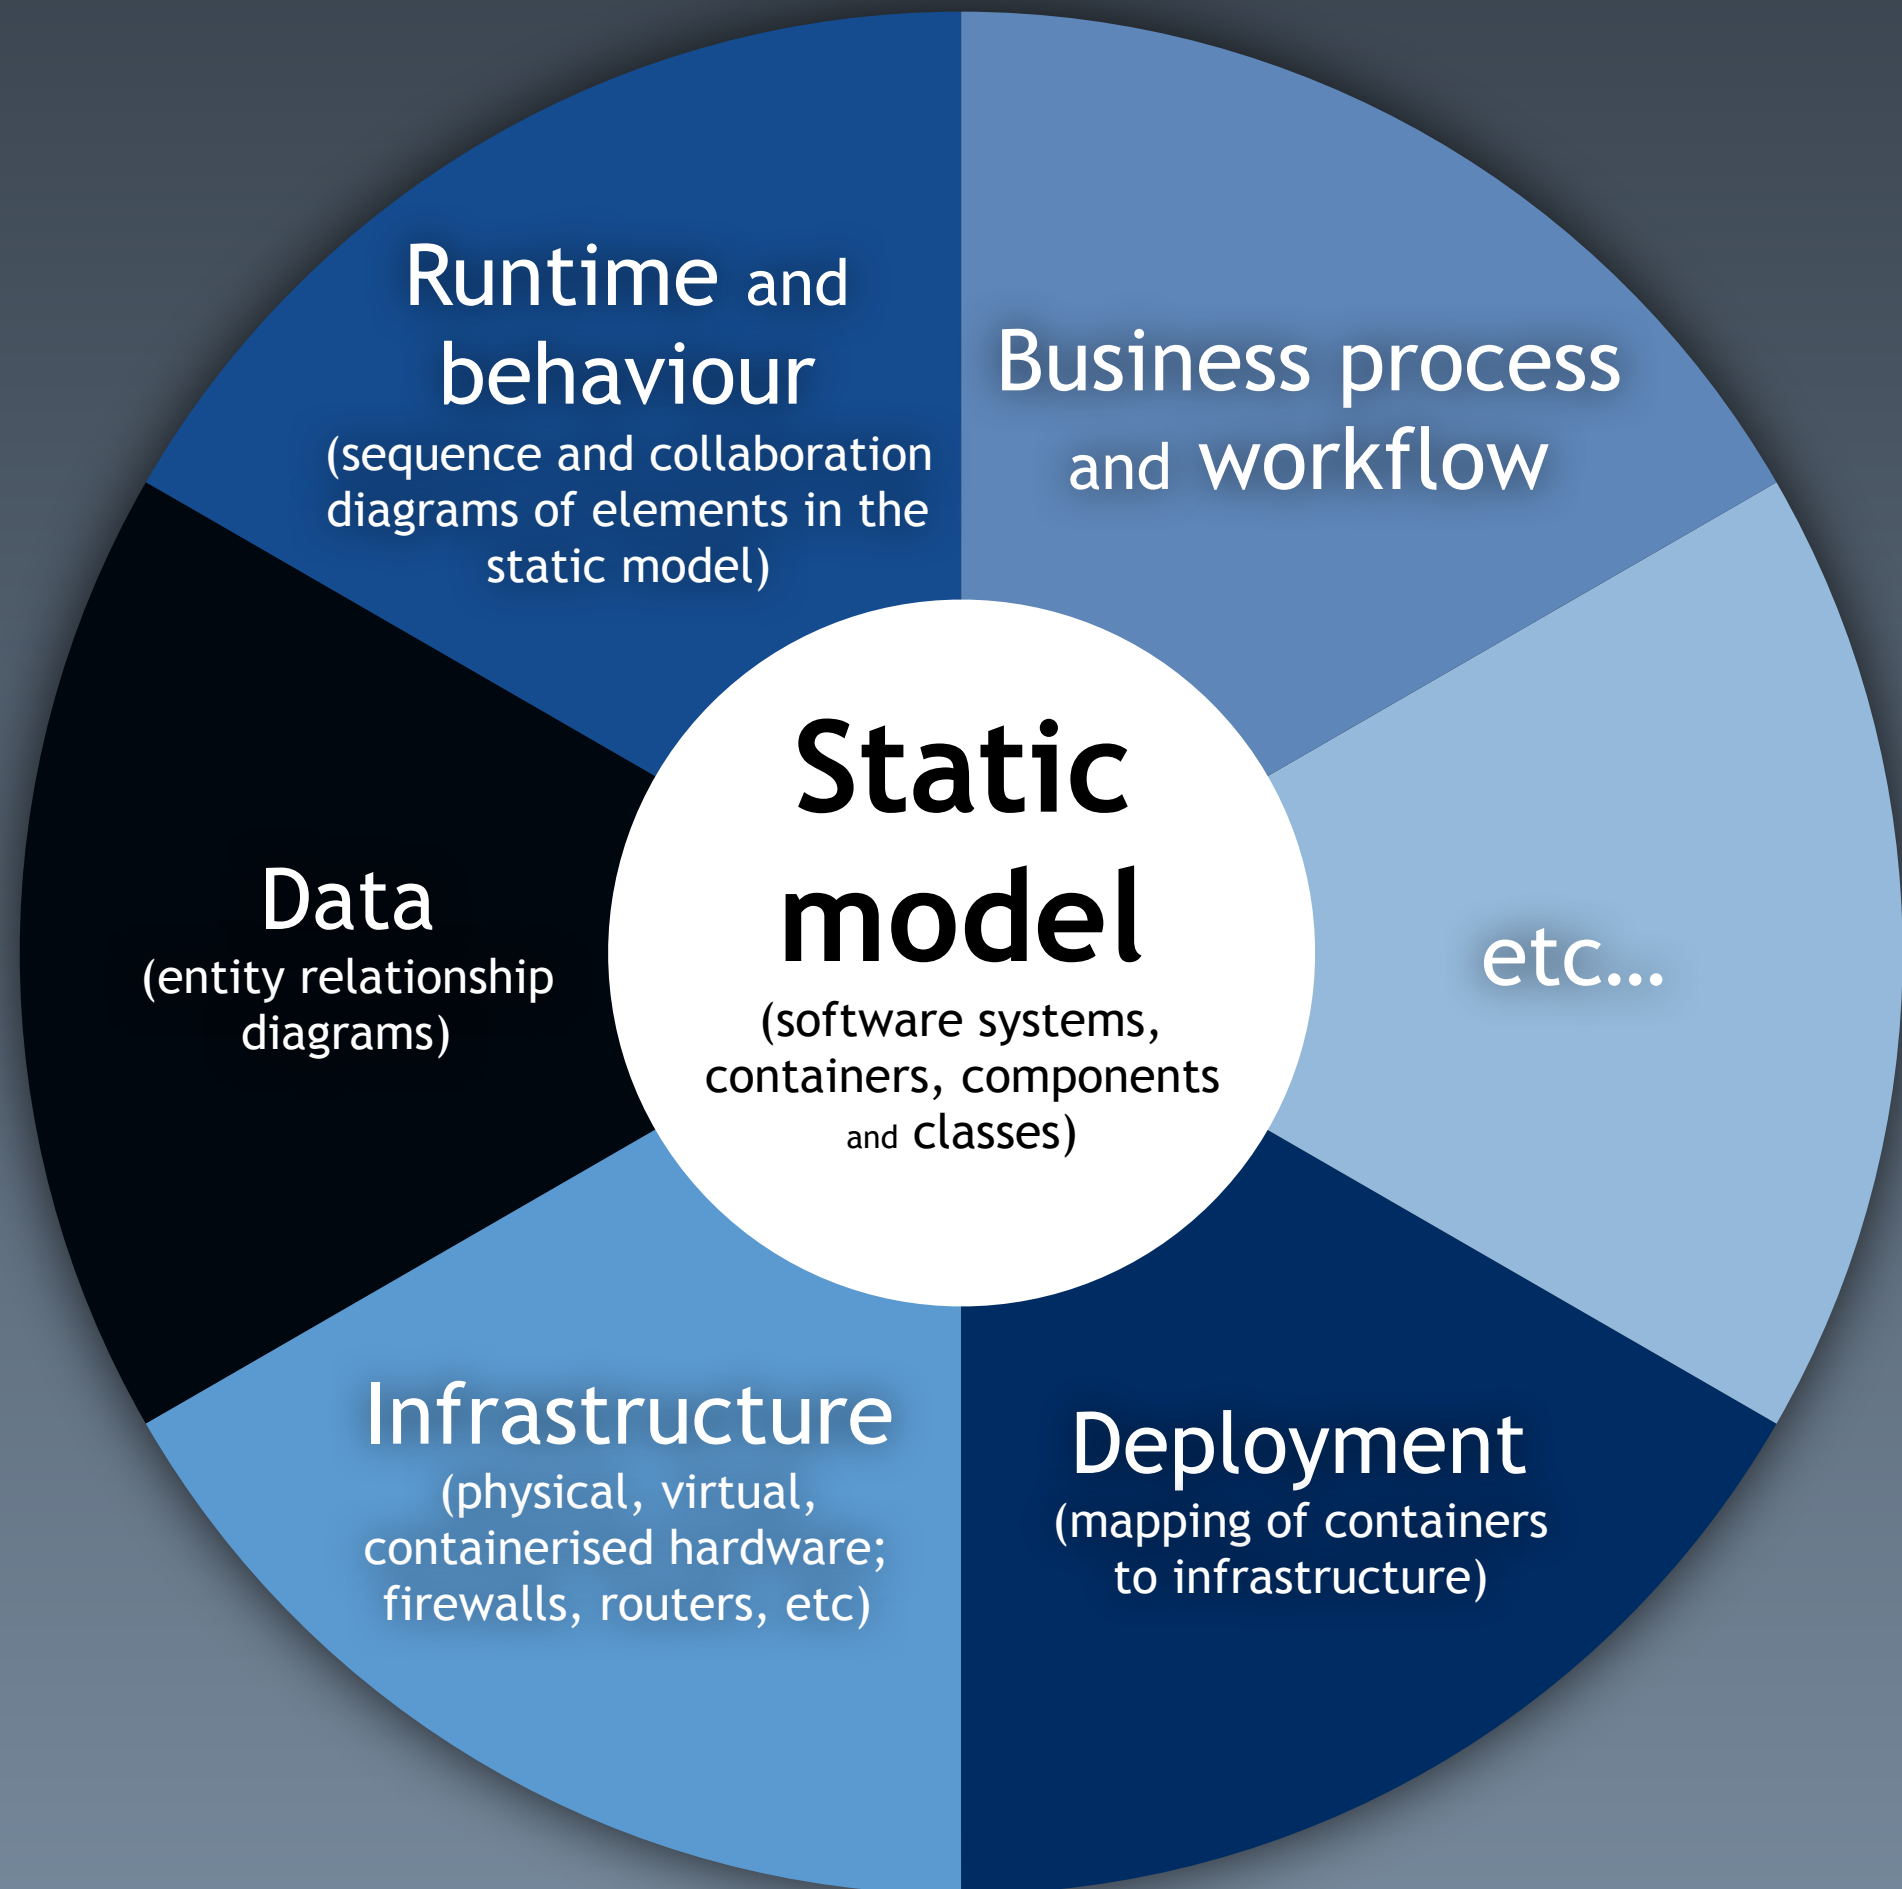 Runtime and
behaviour
(sequence and collaboration
diagrams of elements in the
static model)
Business process
and workflow
Static
model
(software systems,
containers, components
and classes)
Data
(entity relationship
diagrams)
etc...
Infrastructure
(physical, virtual,
containerised hardware;
firewalls, routers, etc)
Deployment
(mapping of containers
to infrastructure)